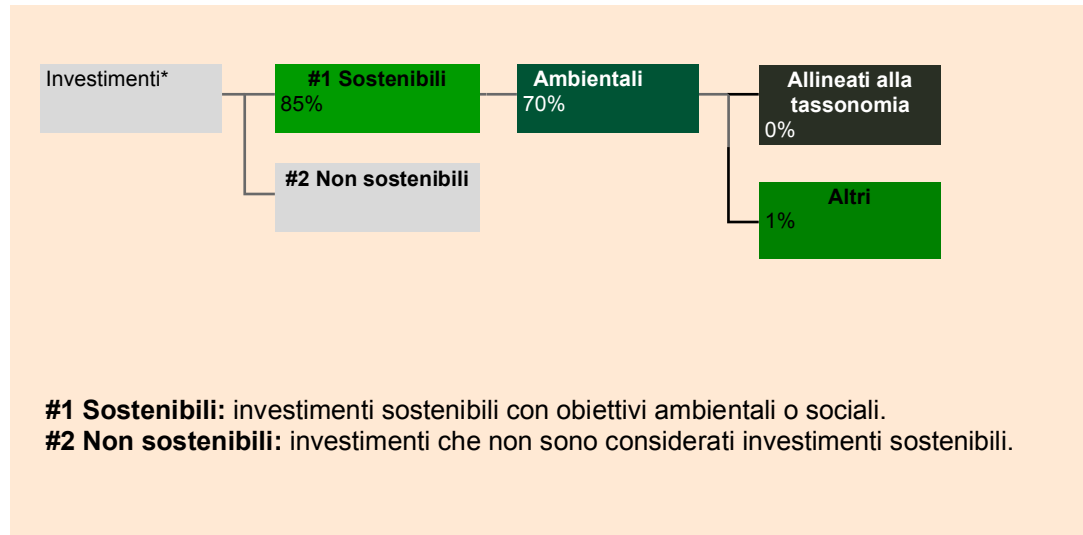 Investimenti*
#1 Sostenibili
85%
Ambientali
70%
Allineati alla
tassonomia
0%
#2 Non sostenibili
Altri
1%
#1 Sostenibili: investimenti sostenibili con obiettivi ambientali o sociali.
#2 Non sostenibili: investimenti che non sono considerati investimenti sostenibili.